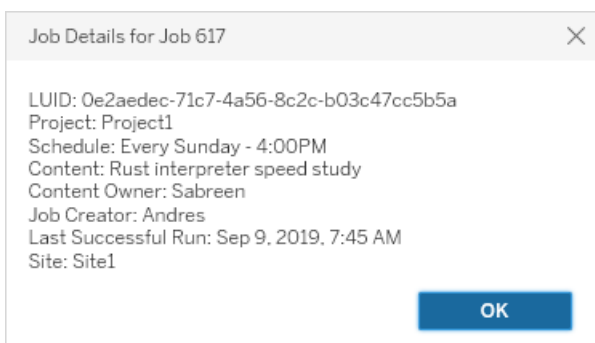 Job Details for Job 617
LUID: 0e2aedec-71c7-4a56-8c2c-b03c47cc5b5a
Project: Project1
Schedule: Every Sunday - 4:00PM
Content: Rust interpreter speed study
Content Owner: Sabreen
Job Creator: Andres
Last Successful Run: Sep 9, 2019, 7:45 AM
Site: Site1
OK